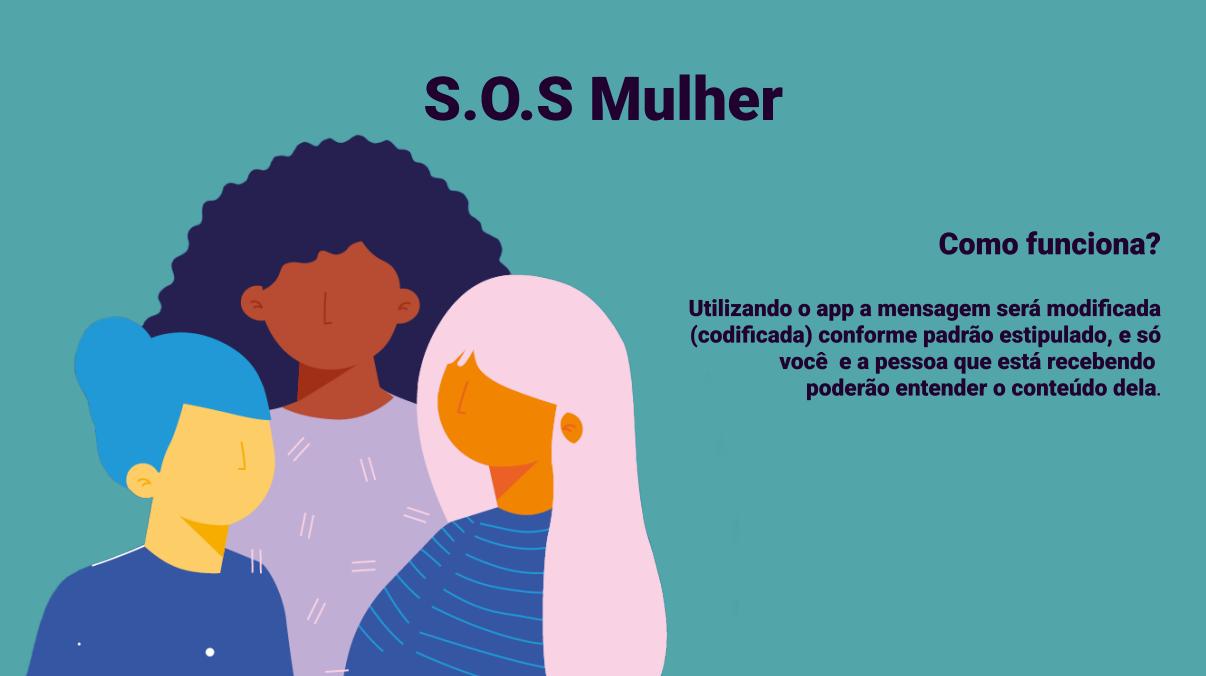 S.O.S Mulher
Como funciona?
Utilizando o app a mensagem será modificada
(codificada) conforme padrão estipulado, e só
você  e a pessoa que está recebendo
poderão entender o conteúdo dela.